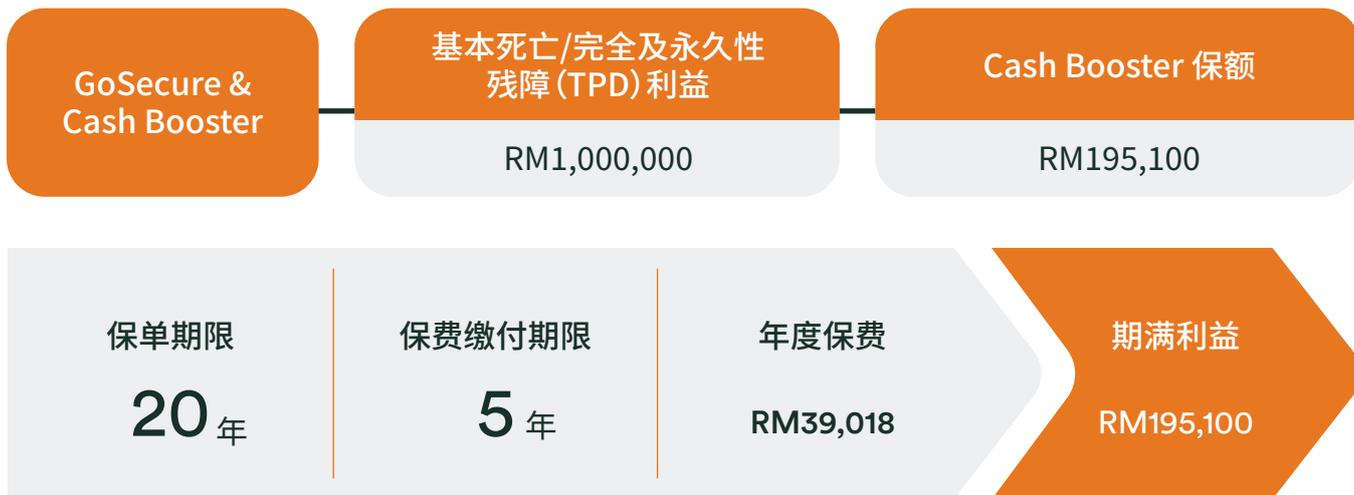 GoSecure &
Cash Booster
基本死亡/完全及永久性
残障（TPD）利益
RM1,000,000
Cash Booster 保额
RM195,100
保单期限
20 年
保费缴付期限
5 年
年度保费
RM39,018
期满利益
RM195,100